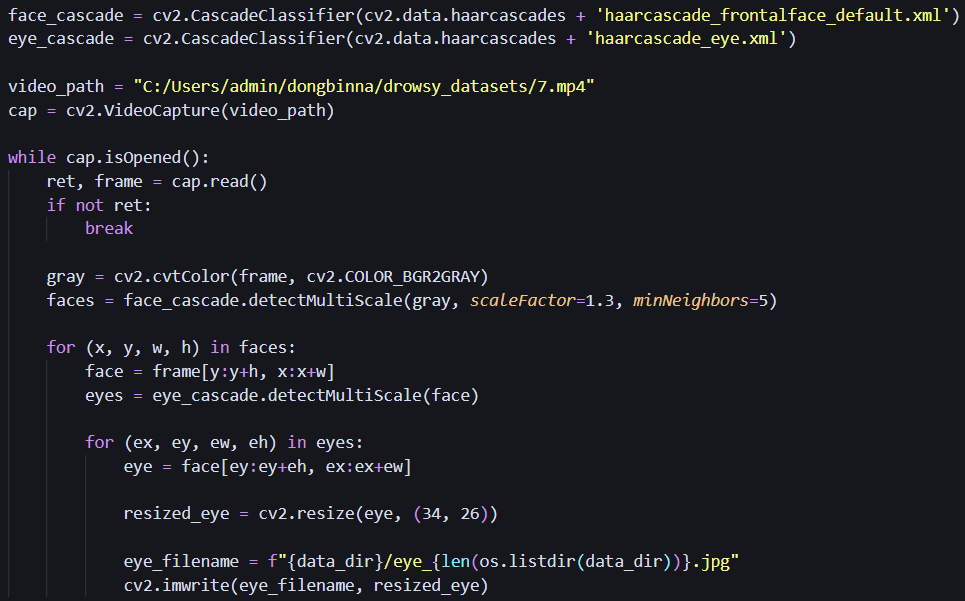 face_cascade = cv2.CascadeClassifier(cv2.data.haarcascades + 'haarcascade_frontalface_default.xml')
eye_cascade = cv2.CascadeClassifier(cv2.data.haarcascades + 'haarcascade_eye.xml')

video_path = "C:/Users/admin/dongbinna/drowsy_datasets/7.mp4"
cap = cv2.VideoCapture(video_path)

while cap.isOpened():
    ret, frame = cap.read()
    if not ret:
        break

    gray = cv2.cvtColor(frame, cv2.COLOR_BGR2GRAY)
    faces = face_cascade.detectMultiScale(gray, scaleFactor=1.3, minNeighbors=5)

    for (x, y, w, h) in faces:
        face = frame[y:y+h, x:x+w]
        eyes = eye_cascade.detectMultiScale(face)

        for (ex, ey, ew, eh) in eyes:
            eye = face[ey:ey+eh, ex:ex+ew]

            resized_eye = cv2.resize(eye, (34, 26))

            eye_filename = f"{data_dir}/eye_{len(os.listdir(data_dir))}.jpg"
            cv2.imwrite(eye_filename, resized_eye)